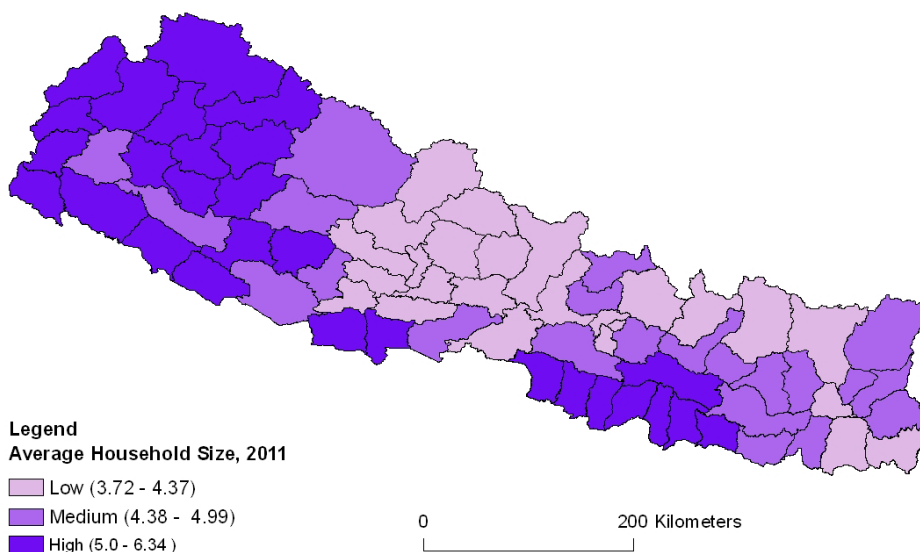 Legend
Average Household Size, 2011
Low (3.72 - 4.37)
Medium (4.38 - 4.99)
High (5.0 - 6.34 )
0 200 Kilometers